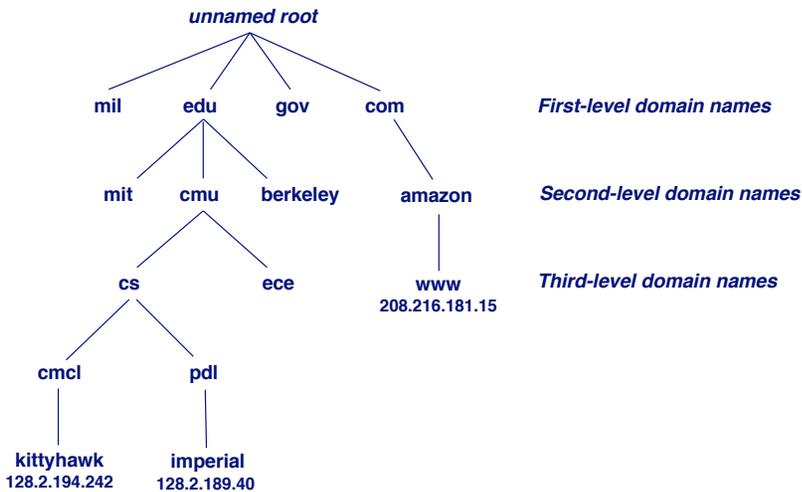 unnamed root
mil edu gov com First-level domain names
mit cmu berkeley amazon Second-level domain names
cs ece www Third-level domain names
208.216.181.15
cmcl pdl
kittyhawk imperial
128.2.194.242 128.2.189.40